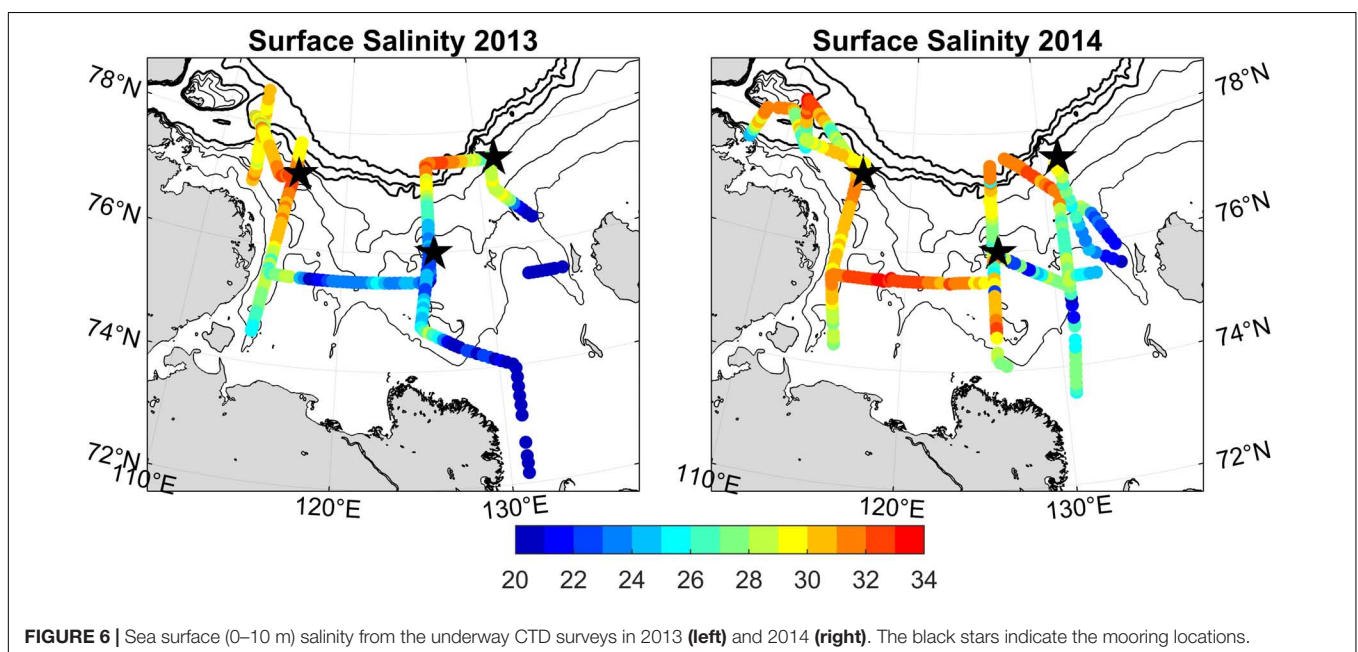 Surface Salinity 2013
Surface Salinity 2014
78°N
76°N
74°N
72°N
110°E
120°E
130°E
78°N
76°N
74°N
72°N
110°E
120°E
130°E
20 22 24 26 28 30 32 34
FIGURE 6 | Sea surface (0–10 m) salinity from the underway CTD surveys in 2013 (left) and 2014 (right). The black stars indicate the mooring locations.